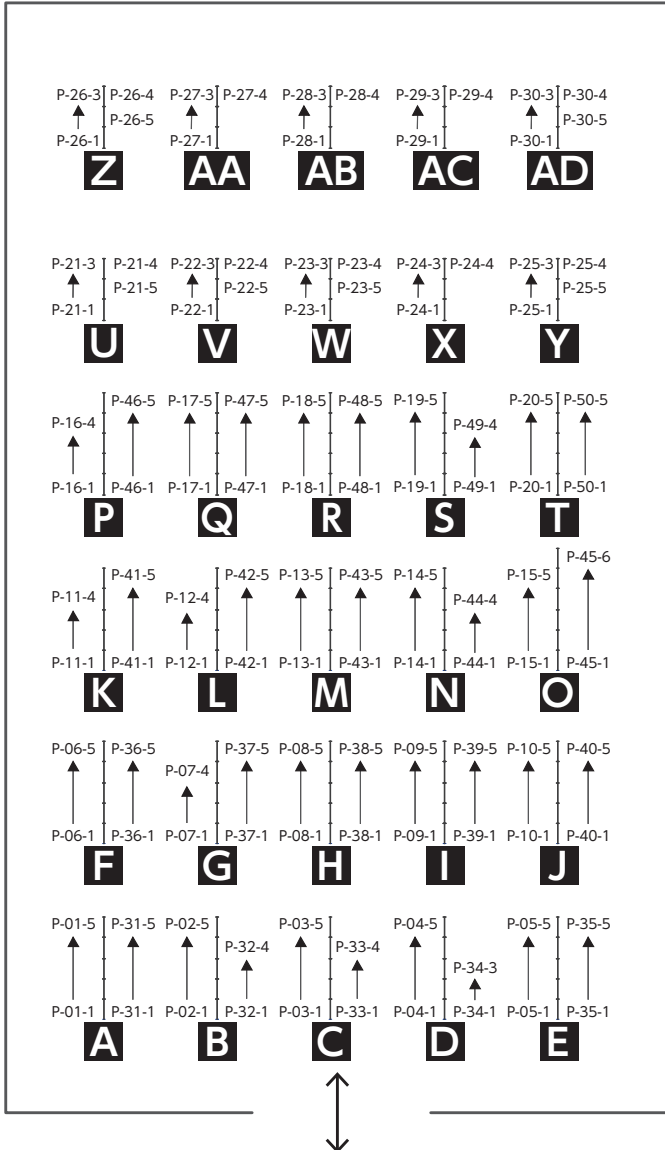 P-26-3 P-26-4 P-27-3 P-27-4 P-28-3 P-28-4 P-29-3 P-29-4 P-30-3 P-30-4
P-26-5 P-30-5
P-26-1 P-27-1 P-28-1 P-29-1 P-30-1
Z AA AB AC AD
P-21-3 P-21-4 P-22-3 P-22-4 P-23-3 P-23-4 P-24-3 P-24-4 P-25-3 P-25-4
P-21-5 P-22-5 P-23-5 P-25-5
P-21-1 P-22-1 P-23-1 P-24-1 P-25-1
U V W X Y
P-46-5 P-17-5 P-47-5 P-18-5 P-48-5 P-19-5 P-20-5 P-50-5
P-16-4 P-49-4
P-16-1 P-46-1 P-17-1 P-47-1 P-18-1 P-48-1 P-19-1 P-49-1 P-20-1 P-50-1
P Q R S T
P-45-6
P-41-5 P-42-5 P-13-5 P-43-5 P-14-5 P-15-5
P-11-4 P-12-4 P-44-4
P-11-1 P-41-1 P-12-1 P-42-1 P-13-1 P-43-1 P-14-1 P-44-1 P-15-1 P-45-1
K L M N O
P-06-5 P-36-5 P-37-5 P-08-5 P-38-5 P-09-5 P-39-5 P-10-5 P-40-5
P-07-4
P-06-1 P-36-1 P-07-1 P-37-1 P-08-1 P-38-1 P-09-1 P-39-1 P-10-1 P-40-1
F G H I J
P-01-5 P-31-5 P-02-5 P-03-5 P-04-5 P-05-5 P-35-5
P-32-4 P-33-4
P-34-3
P-01-1 P-31-1 P-02-1 P-32-1 P-03-1 P-33-1 P-04-1 P-34-1 P-05-1 P-35-1
A B C D E